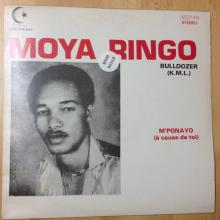 STEREO
MOYA RINGO
BULLDOZER
(K.M.L.)
M'PONAYO
(à cause de toi)